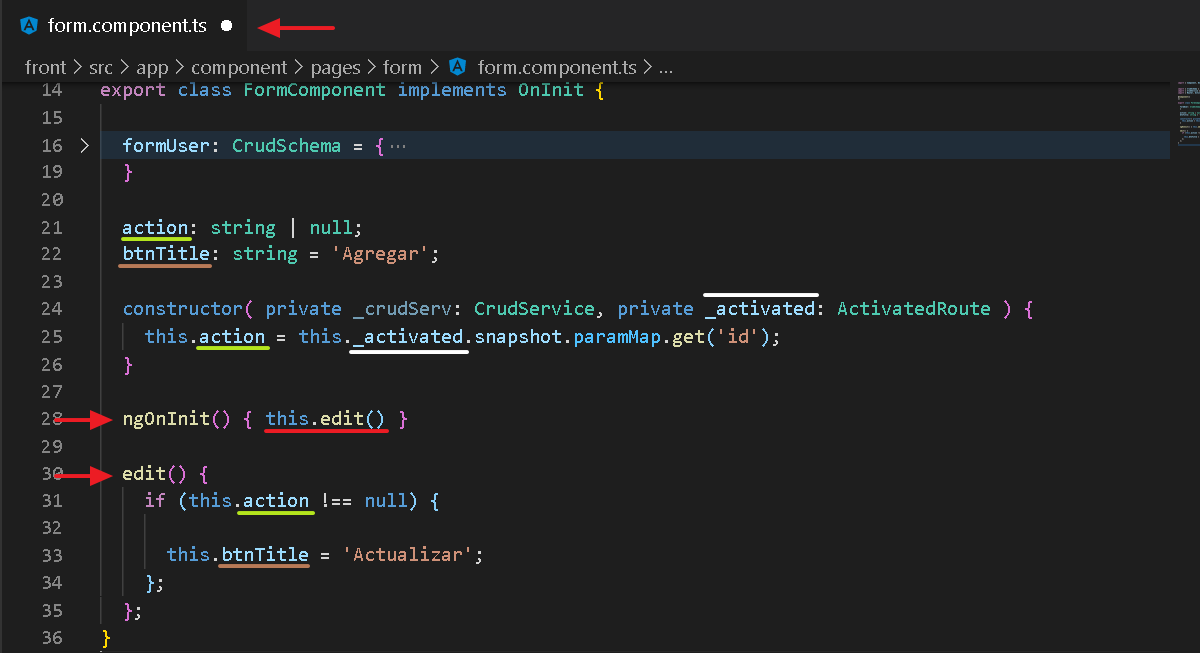 form.component.ts
front > src > app > component > pages > form > form.component.ts > ...
14 export class FormComponent implements OnInit {
15
16 formUser: CrudSchema = { ...
19 }
20
21 action: string | null;
22 btnTitle: string = 'Agregar';
23
24 constructor( private _crudServ: CrudService, private _activated: ActivatedRoute ) {
25 this.action = this._activated.snapshot.paramMap.get('id');
26 }
27
28 ngOnInit() { this.edit() }
29
30 edit() {
31 if (this.action !== null) {
32
33 this.btnTitle = 'Actualizar';
34 };
35 };
36 }